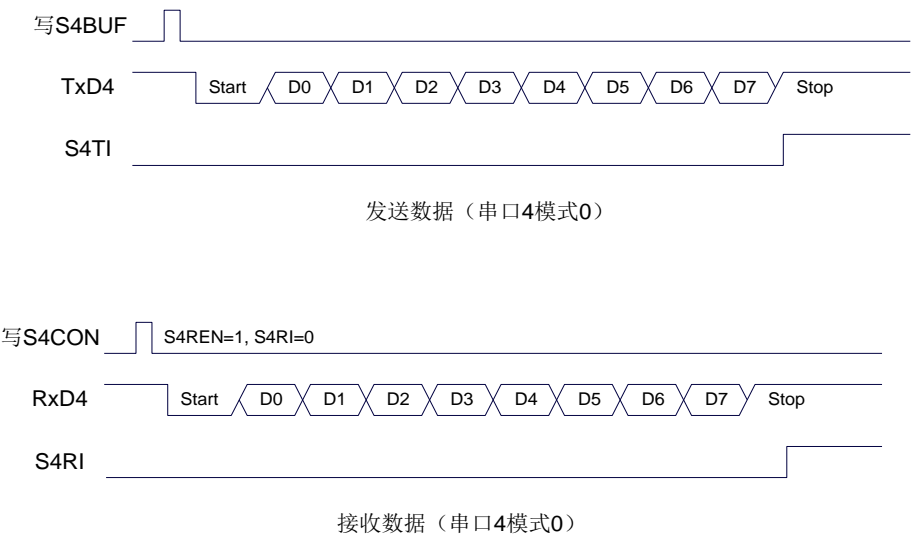 写S4BUF
TxD4 Start D0 D1 D2 D3 D4 D5 D6 D7 Stop
S4TI
发送数据（串口4模式0）
写S4CON S4REN=1, S4RI=0
RxD4 Start D0 D1 D2 D3 D4 D5 D6 D7 Stop
S4RI
接收数据（串口4模式0）